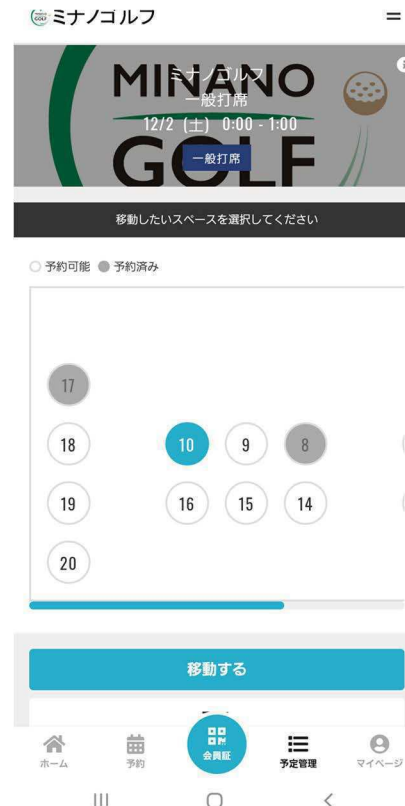 MINANO GOLF ミナノゴルフ
MINANO
ミナノゴルフ
一般打席
12/2 (土) 0:00 - 1:00
GOLF
一般打席
移動したいスペースを選択してください
予約可能 予約済み
17
18 10 9 8
19 16 15 14
20
移動する
ホーム 予約 会員証 予定管理 マイページ